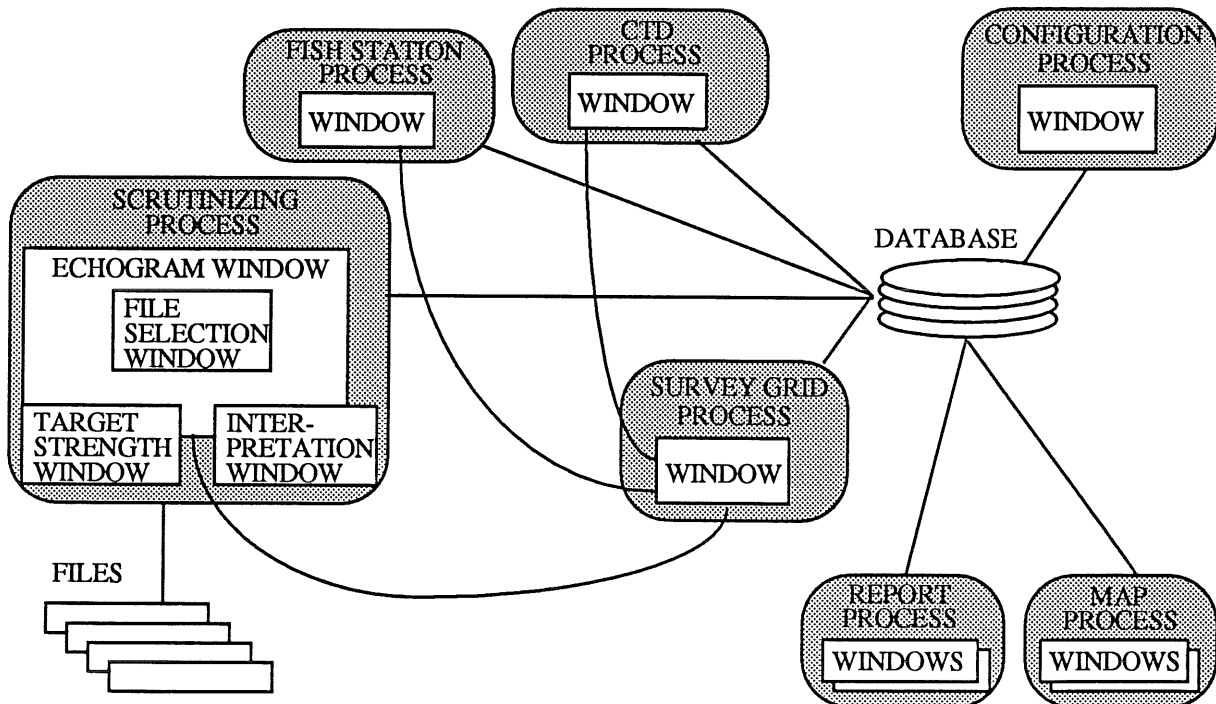 FISH STATION
PROCESS
WINDOW
CTD
PROCESS
WINDOW
CONFIGURATION
PROCESS
WINDOW
SCRUTINIZING
PROCESS
ECHOGRAM WINDOW
FILE
SELECTION
WINDOW
TARGET
STRENGTH
WINDOW
INTER-
PRETATION
WINDOW
DATABASE
SURVEY GRID
PROCESS
WINDOW
FILES
REPORT
PROCESS
WINDOWS
MAP
PROCESS
WINDOWS